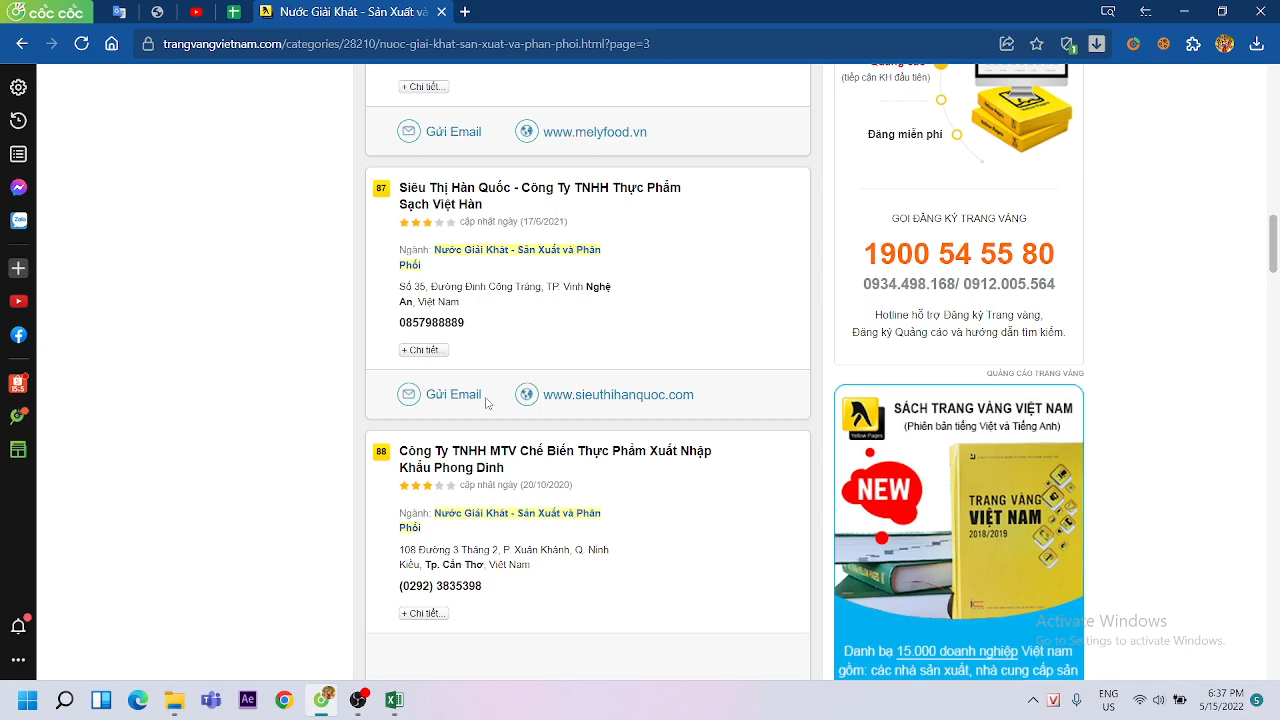 cốc cốc
Nước Giải Khát - Sản Xuất và
trangvangvietnam.com/categories/28210/nuoc-giai-khat-san-xuat-va-phan-phoi.html?page=3
+ Chi tiết...
Gửi Email
www.melyfood.vn
87
Siêu Thị Hàn Quốc - Công Ty TNHH Thực Phẩm
Sạch Việt Hàn
cập nhật ngày (17/6/2021)
Ngành: Nước Giải Khát - Sản Xuất và Phân
Phối
Số 35, Đường Đinh Công Tráng, TP. Vinh Nghệ
An, Việt Nam
0857988889
+ Chi tiết...
Gửi Email
www.sieuthihanquoc.com
88
Công Ty TNHH MTV Chế Biến Thực Phẩm Xuất Nhập
Khẩu Phong Dinh
cập nhật ngày (20/10/2020)
Ngành: Nước Giải Khát - Sản Xuất và Phân
Phối
108 Đường 3 Tháng 2, P. Xuân Khánh, Q. Ninh
Kiều, Tp. Cần Thơ, Việt Nam
(0292) 3835398
+ Chi tiết...
Quảng cáo
(tiếp cận KH đầu tiên)
Đăng miễn phí
GỌI ĐĂNG KÝ TRANG VÀNG
1900 54 55 80
0934.498.168/ 0912.005.564
Hotline hỗ trợ Đăng ký Trang vàng,
Đăng ký Quảng cáo và hướng dẫn tìm kiếm.
QUẢNG CÁO TRANG VÀNG
Yellow Pages
SÁCH TRANG VÀNG VIỆT NAM
(Phiên bản tiếng Việt và Tiếng Anh)
NEW
TRANG VÀNG
VIỆT NAM
2018/2019
Danh bạ 15.000 doanh nghiệp Việt nam
gồm: các nhà sản xuất, nhà cung cấp sản
Activate Windows
Go to Settings to activate Windows.
Zalo
15.5
1
Ae
V
ENG
US
6:37 PM
5/15/2022
5